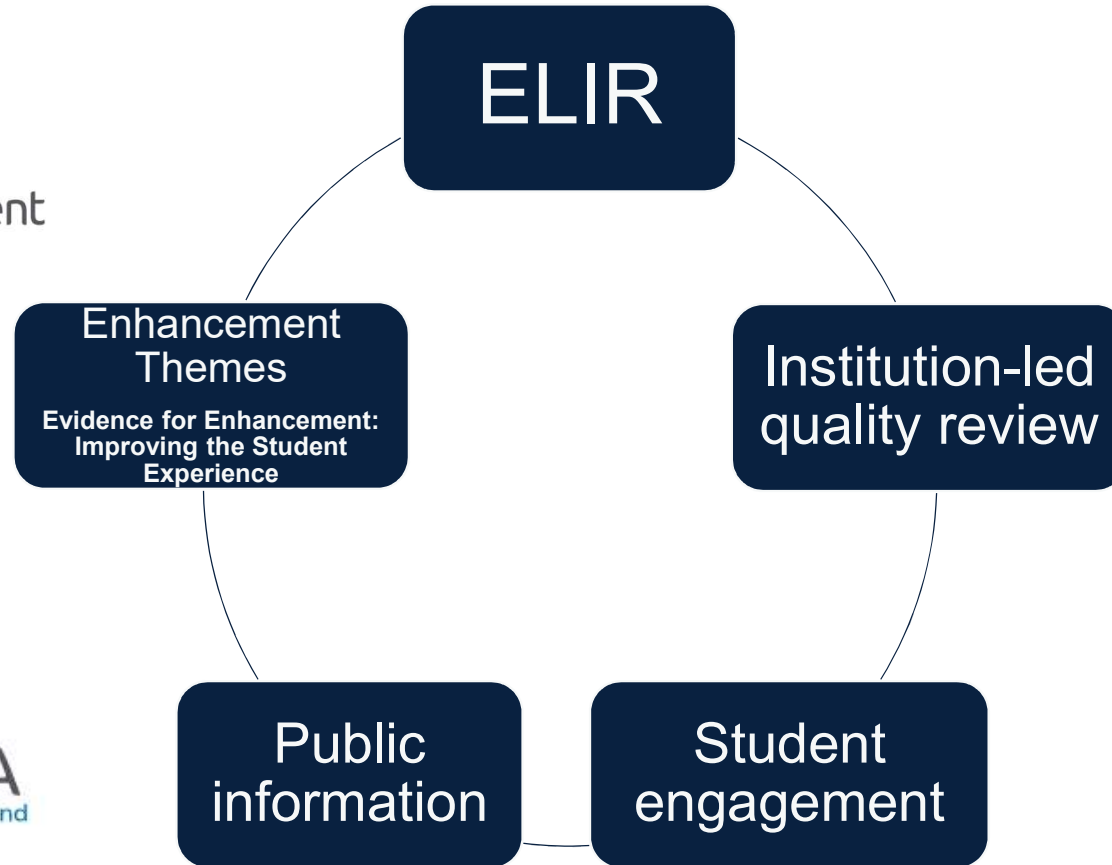 ELIR
Enhancement
Themes
Evidence for Enhancement:
Improving the Student
Experience
Institution-led
quality review
Public
information
Student
engagement